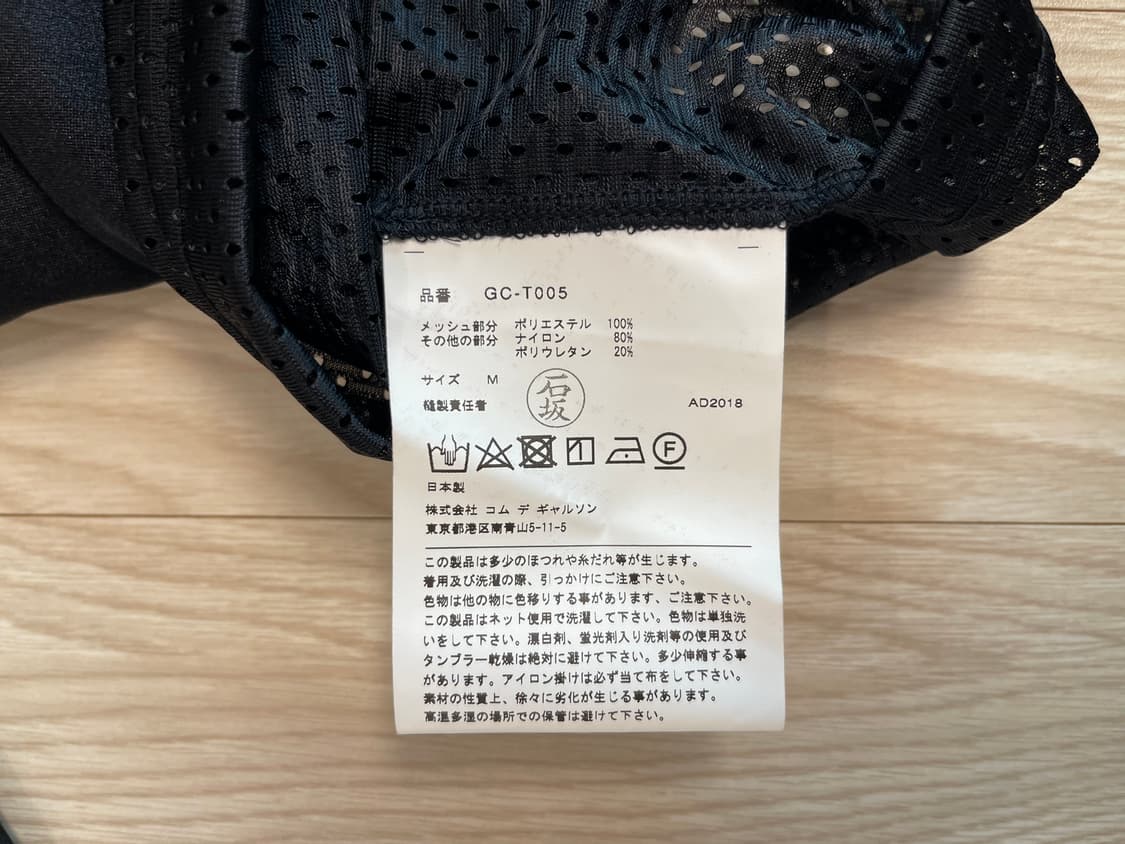 品番 GC-T005
メッシュ部分 ポリエステル 100%
その他の部分 ナイロン 80%
ポリウレタン 20%
サイズ M
石坂
縫製責任者
AD2018
F
日本製
株式会社 コム デ ギャルソン
東京都港区南青山5-11-5
この製品は多少のほつれや糸だれ等が生じます。
着用及び洗濯の際、引っかけにご注意下さい。
色物は他の物に色移りする事があります、ご注意下さい。
この製品はネット使用で洗濯して下さい。色物は単独洗
いをして下さい。漂白剤、蛍光剤入り洗剤等の使用及び
タンブラー乾燥は絶対に避けて下さい。多少伸縮する事
があります。アイロン掛けは必ず当て布をして下さい。
素材の性質上、徐々に劣化が生じる事があります。
高温多湿の場所での保管は避けて下さい。